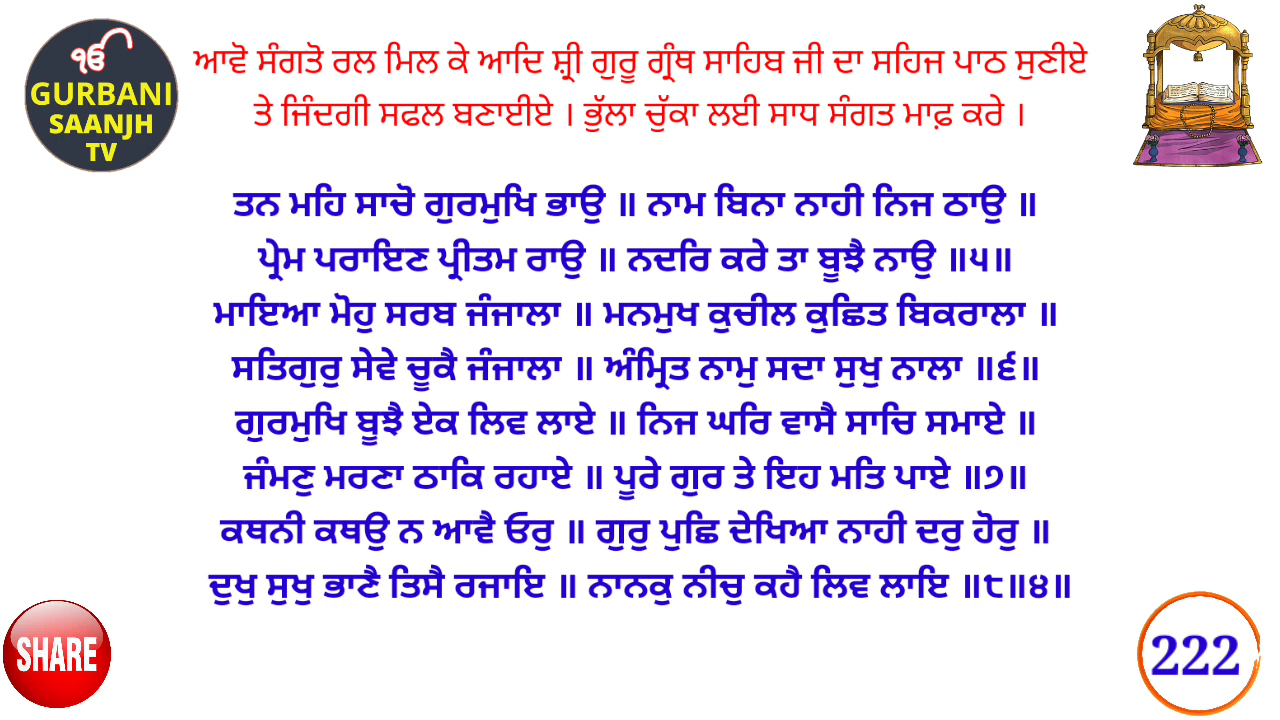 ੴ
GURBANI
SAANJH
TV
ਆਵੋ ਸੰਗਤੋ ਰਲ ਮਿਲ ਕੇ ਆਦਿ ਸ਼੍ਰੀ ਗੁਰੂ ਗ੍ਰੰਥ ਸਾਹਿਬ ਜੀ ਦਾ ਸਹਿਜ ਪਾਠ ਸੁਣੀਏ
ਤੇ ਜਿੰਦਗੀ ਸਫਲ ਬਣਾਈਏ । ਭੁੱਲਾ ਚੁੱਕਾ ਲਈ ਸਾਧ ਸੰਗਤ ਮਾਫ਼ ਕਰੇ ।
ਤਨ ਮਹਿ ਸਾਚੋ ਗੁਰਮੁਖਿ ਭਾਉ ॥ ਨਾਮ ਬਿਨਾ ਨਾਹੀ ਨਿਜ ਠਾਉ ॥
ਪ੍ਰੇਮ ਪਰਾਇਣ ਪ੍ਰੀਤਮ ਰਾਉ ॥ ਨਦਰਿ ਕਰੇ ਤਾ ਬੂਝੈ ਨਾਉ ॥੫॥
ਮਾਇਆ ਮੋਹੁ ਸਰਬ ਜੰਜਾਲਾ ॥ ਮਨਮੁਖ ਕੁਚੀਲ ਕੁਛਿਤ ਬਿਕਰਾਲਾ ॥
ਸਤਿਗੁਰੁ ਸੇਵੇ ਚੂਕੈ ਜੰਜਾਲਾ ॥ ਅੰਮ੍ਰਿਤ ਨਾਮੁ ਸਦਾ ਸੁਖੁ ਨਾਲਾ ॥੬॥
ਗੁਰਮੁਖਿ ਬੂਝੈ ਏਕ ਲਿਵ ਲਾਏ ॥ ਨਿਜ ਘਰਿ ਵਾਸੈ ਸਾਚਿ ਸਮਾਏ ॥
ਜੰਮਣੁ ਮਰਣਾ ਠਾਕਿ ਰਹਾਏ ॥ ਪੂਰੇ ਗੁਰ ਤੇ ਇਹ ਮਤਿ ਪਾਏ ॥੭॥
ਕਥਨੀ ਕਥਉ ਨ ਆਵੈ ਓਰੁ ॥ ਗੁਰੁ ਪੁਛਿ ਦੇਖਿਆ ਨਾਹੀ ਦਰੁ ਹੋਰੁ ॥
ਦੁਖੁ ਸੁਖੁ ਭਾਣੈ ਤਿਸੈ ਰਜਾਇ ॥ ਨਾਨਕੁ ਨੀਚੁ ਕਹੈ ਲਿਵ ਲਾਇ ॥੮॥੪॥
SHARE
222